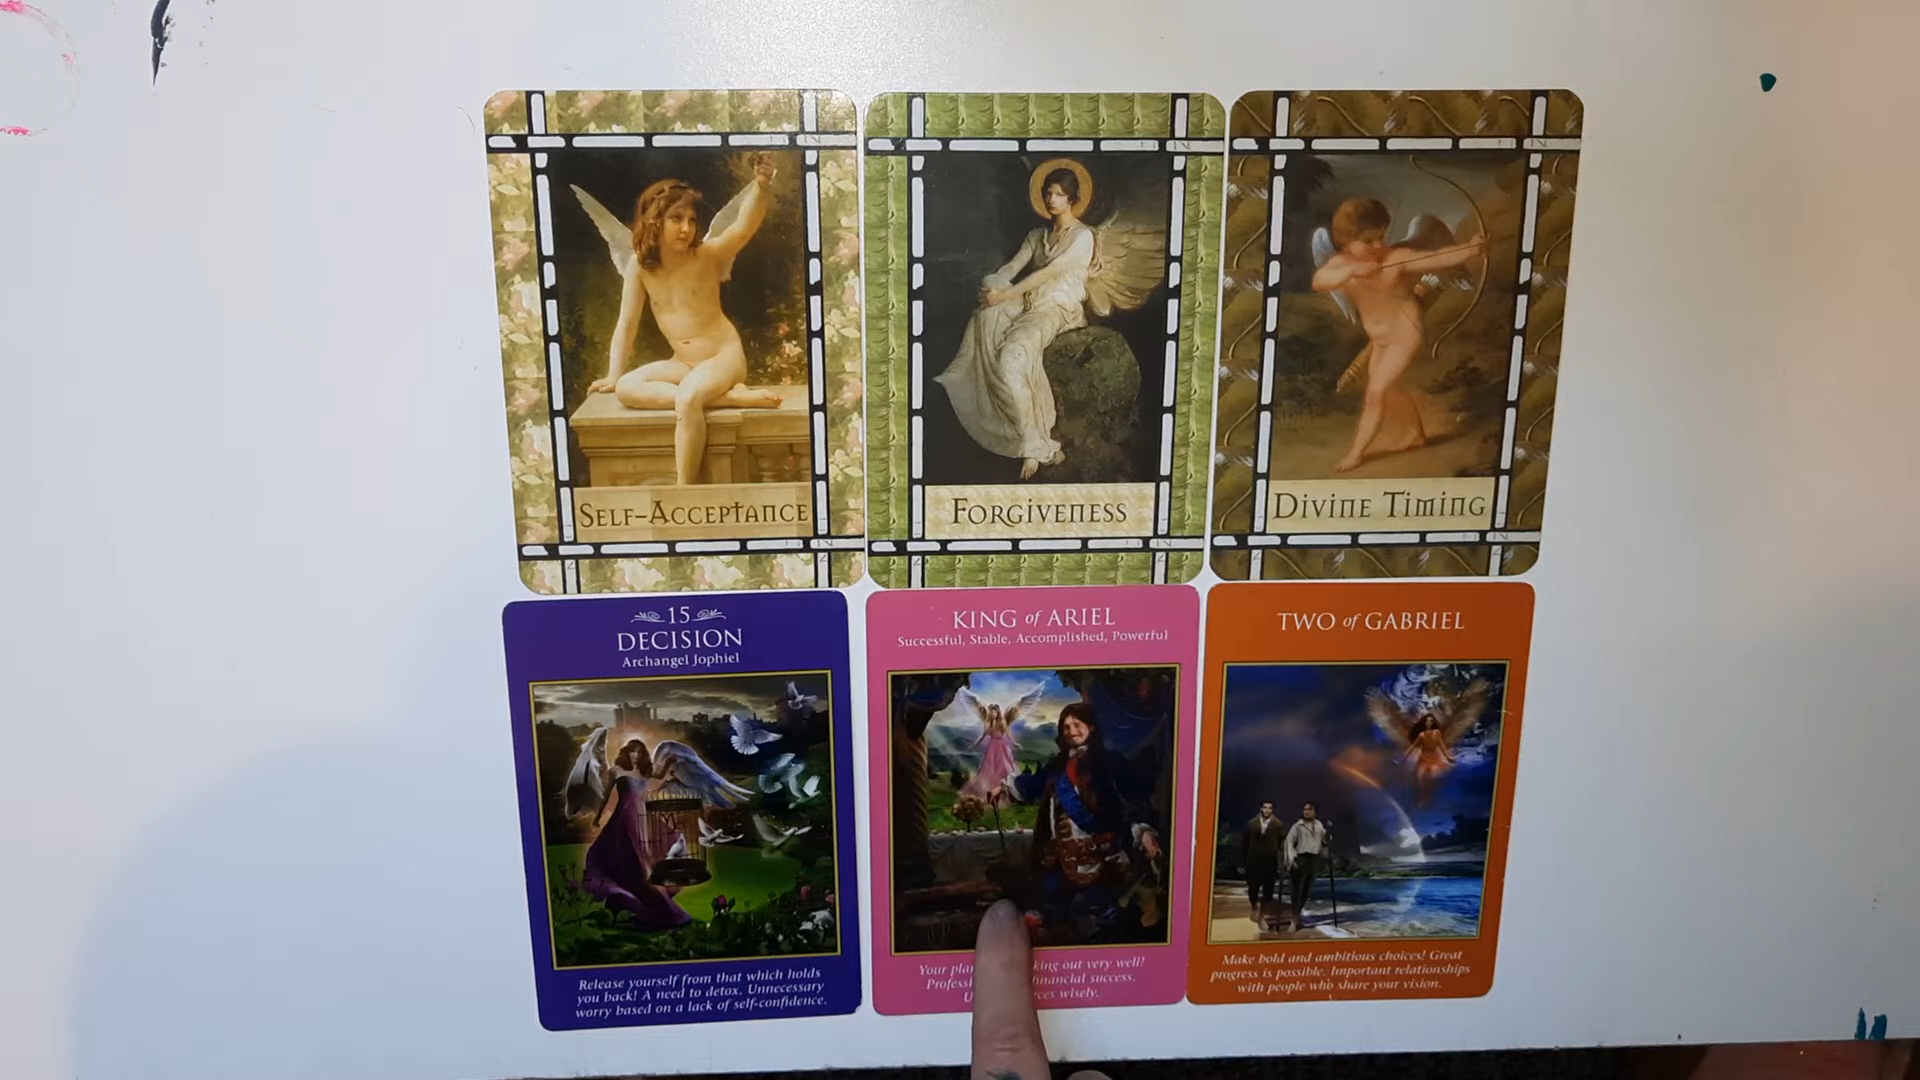 SELF-ACCEPTANCE
FORGIVENESS
DIVINE TIMING
15
DECISION
Archangel Jophiel
Release yourself from that which holds
you back! A need to detox. Unnecessary
worry based on a lack of self-confidence.
KING of ARIEL
Successful, Stable, Accomplished, Powerful
Your out very well!
success.
wisely.
TWO of GABRIEL
Make bold and ambitious choices! Great
progress is possible. Important relationships
with people who share your vision.